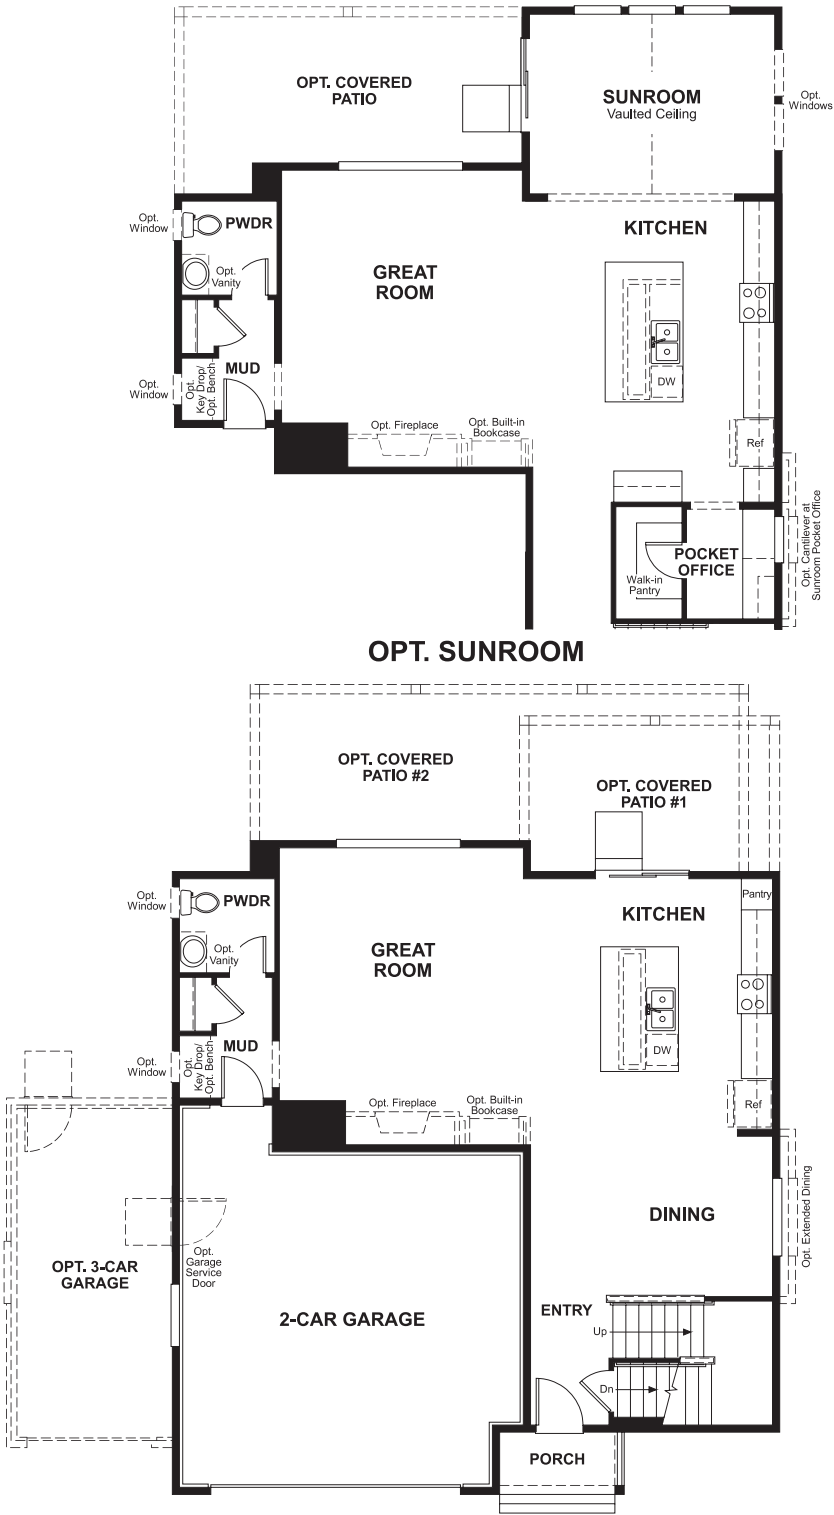 OPT. COVERED
PATIO
SUNROOM
Vaulted Ceiling
Opt.
Windows
Opt.
Window
PWDR
KITCHEN
GREAT
ROOM
Opt.
Vanity
MUD
Opt.
Window
Opt.
Key Drop/
Opt. Bench
DW
Opt. Fireplace
Opt. Built-in
Bookcase
Ref
Opt. Cantilever at
Sunroom Pocket Office
POCKET
OFFICE
Walk-in
Pantry
OPT. SUNROOM
OPT. COVERED
PATIO #2
OPT. COVERED
PATIO #1
Opt.
Window
PWDR
Pantry
KITCHEN
GREAT
ROOM
Opt.
Vanity
MUD
Opt.
Window
Opt.
Key Drop/
Opt. Bench
DW
Opt. Fireplace
Opt. Built-in
Bookcase
Ref
Opt. Extended Dining
DINING
Opt.
Garage
Service
Door
OPT. 3-CAR
GARAGE
2-CAR GARAGE
ENTRY
Up
Dn
PORCH